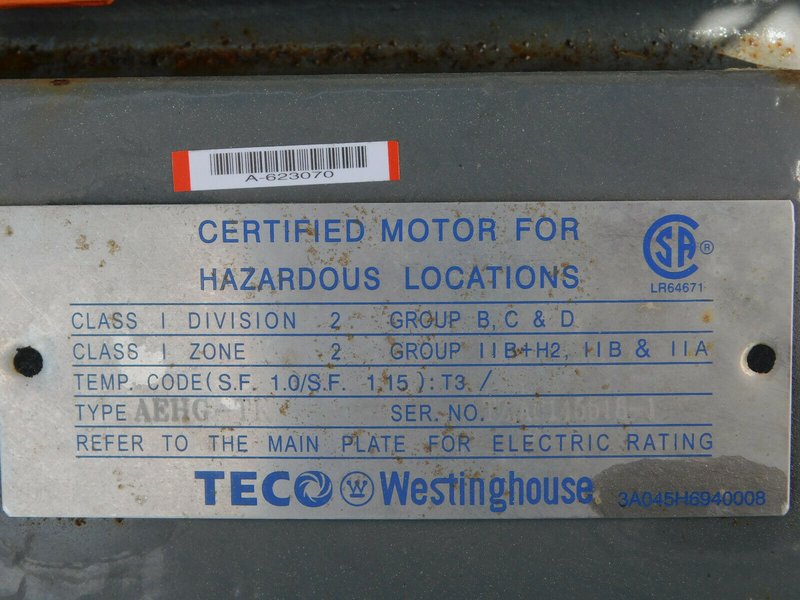 A-623070
CERTIFIED MOTOR FOR
HAZARDOUS LOCATIONS
SA ®
LR64671
CLASS I DIVISION 2 GROUP B, C & D
CLASS I ZONE 2 GROUP IIB+H2, IIB & IIA
TEMP. CODE(S.F. 1.0/S.F. 1.15): T3 /
TYPE AEHG SER. NO.
REFER TO THE MAIN PLATE FOR ELECTRIC RATING
TECO W Westinghouse
3A045H6940008